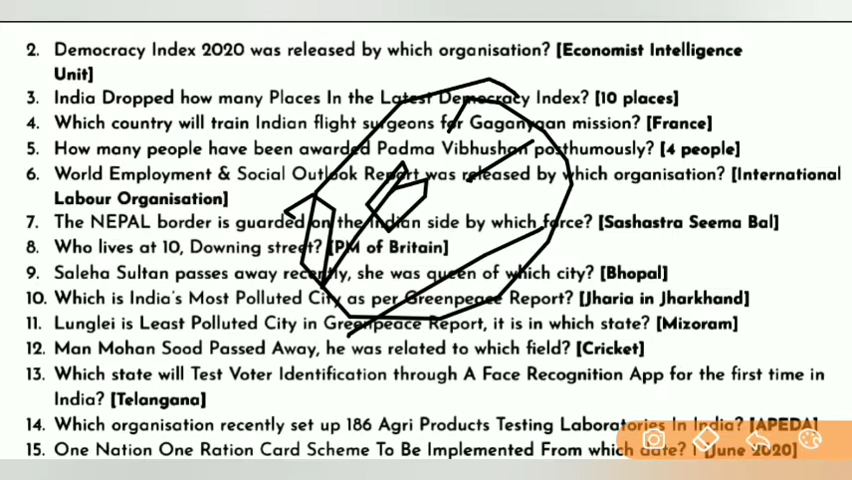 2. Democracy Index 2020 was released by which organisation? [Economist Intelligence
Unit]
3. India Dropped how many Places In the Latest Democracy Index? [10 places]
4. Which country will train Indian flight surgeons for Gaganyaan mission? [France]
5. How many people have been awarded Padma Vibhushan posthumously? [4 people]
6. World Employment & Social Outlook Report was released by which organisation? [International
Labour Organisation]
7. The NEPAL border is guarded on the Indian side by which force? [Sashastra Seema Bal]
8. Who lives at 10, Downing street? [PM of Britain]
9. Saleha Sultan passes away recently, she was queen of which city? [Bhopal]
10. Which is India's Most Polluted City as per Greenpeace Report? [Jharia in Jharkhand]
11. Lunglei is Least Polluted City in Greenpeace Report, it is in which state? [Mizoram]
12. Man Mohan Sood Passed Away, he was related to which field? [Cricket]
13. Which state will Test Voter Identification through A Face Recognition App for the first time in
India? [Telangana]
14. Which organisation recently set up 186 Agri Products Testing Laboratories In India? [APEDA]
15. One Nation One Ration Card Scheme To Be Implemented From which date? 1 [June 2020]